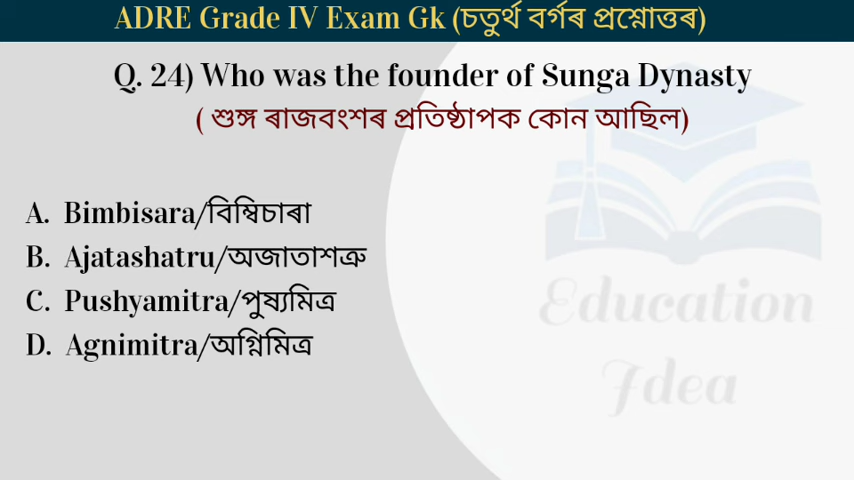 ADRE Grade IV Exam Gk (চতুৰ্থ বৰ্গৰ প্ৰশ্নোত্তৰ)
Q. 24) Who was the founder of Sunga Dynasty
( শুঙ্গ ৰাজবংশৰ প্ৰতিষ্ঠাপক কোন আছিল)
A. Bimbisara/বিম্বিচাৰা
B. Ajatashatru/অজাতাশত্ৰু
C. Pushyamitra/পুষ্যমিত্ৰ
D. Agnimitra/অগ্নিমিত্ৰ
Education
Idea